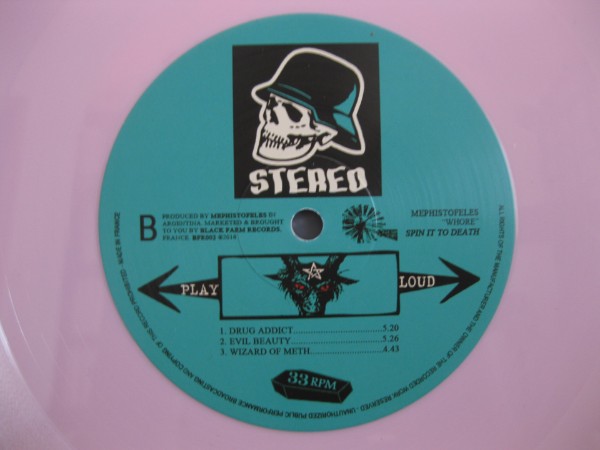 STEREO
B
PRODUCED BY MEPHISTOFELES IN
ARGENTINA. MARKETED & BROUGHT
TO YOU BY BLACK FARM RECORDS,
FRANCE. BFR002 ©2016
MEPHISTOFELES
"WHORE"
SPIN IT TO DEATH
PLAY
LOUD
1. DRUG ADDICT....................5.20
2. EVIL BEAUTY....................5.26
3. WIZARD OF METH................4.43
33 RPM
ALL RIGHTS OF THE MANUFACTURER AND THE OWNER OF THE RECORDED WORK RESERVED - UNAUTHORIZED PUBLIC PERFORMANCE BROADCASTING AND COPYING OF THIS RECORD PROHIBITED - MADE IN FRANCE